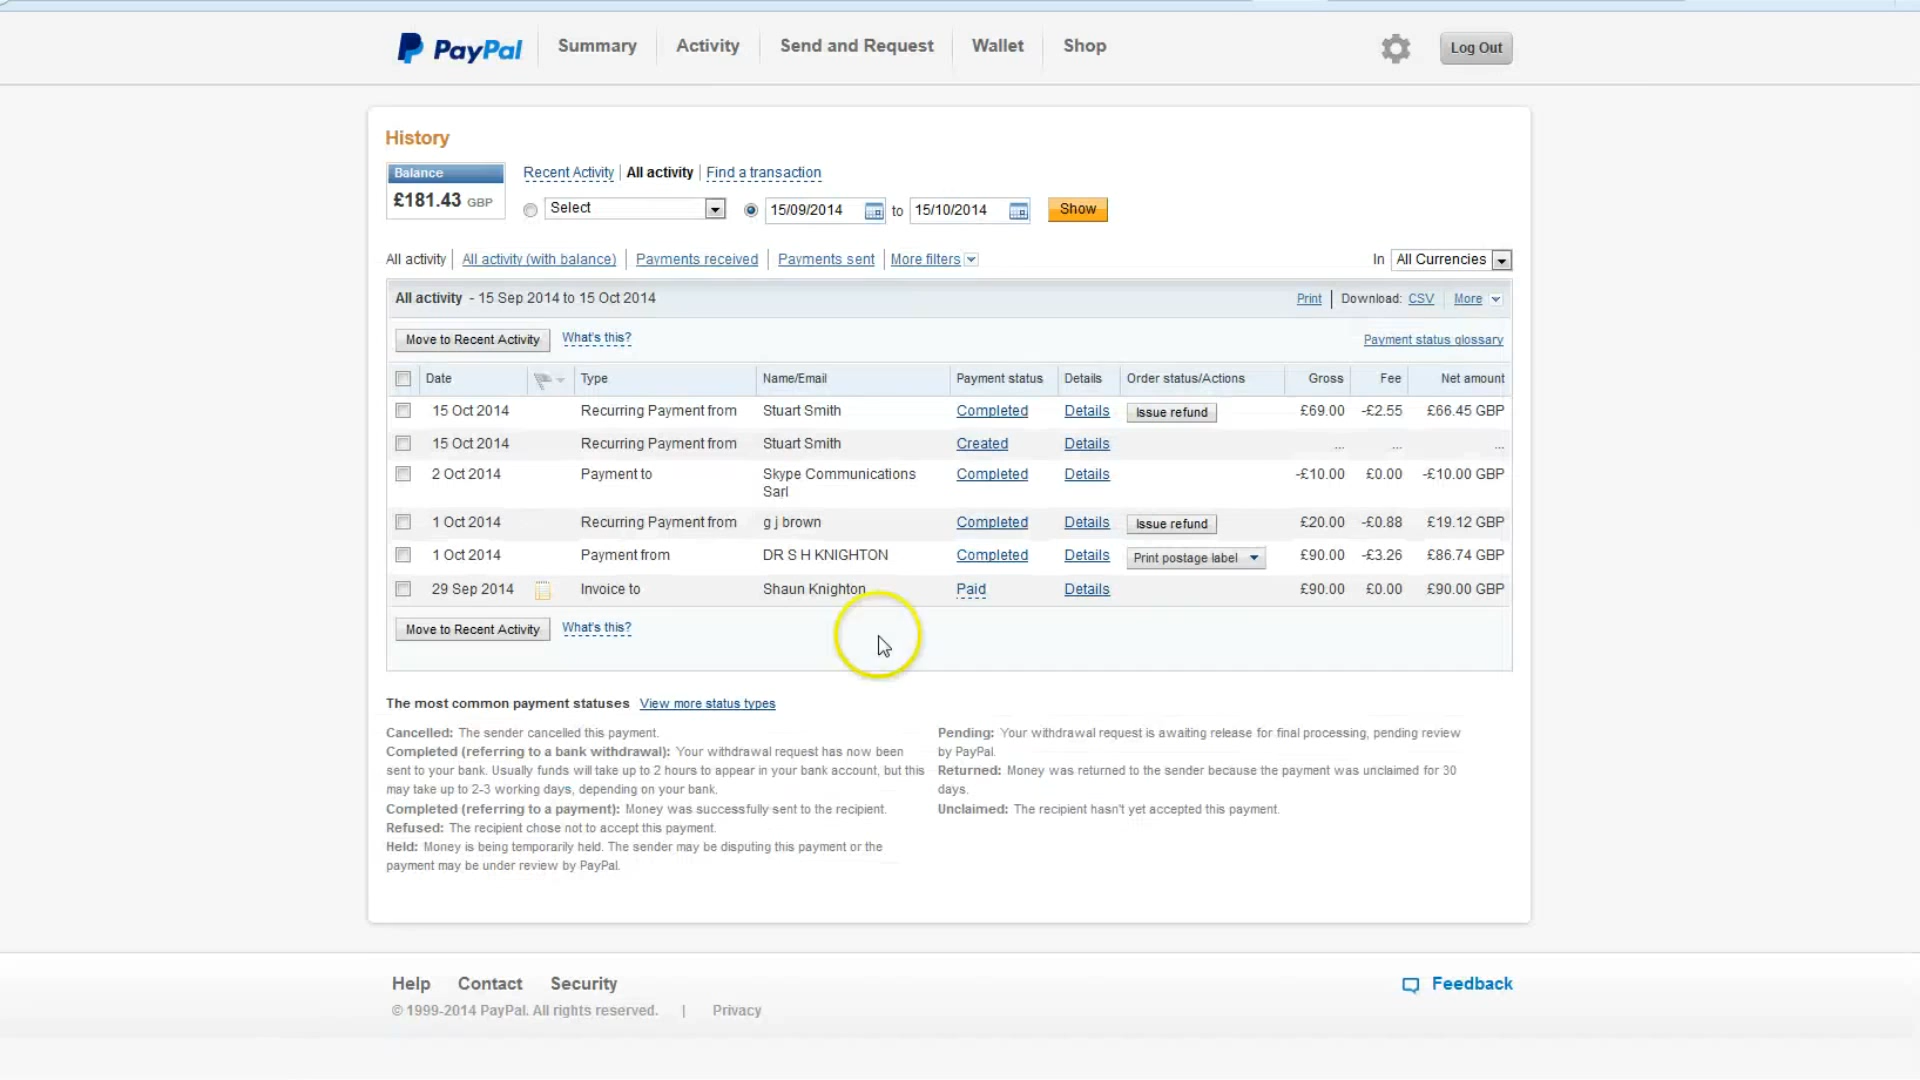 PayPal Summary Activity Send and Request Wallet Shop Log Out
History
Balance
£181.43 GBP
Recent Activity All activity Find a transaction
Select 15/09/2014 to 15/10/2014 Show
All activity All activity (with balance) Payments received Payments sent More filters In All Currencies
All activity - 15 Sep 2014 to 15 Oct 2014 Print Download: CSV More
Move to Recent Activity What's this? Payment status glossary
Date Type Name/Email Payment status Details Order status/Actions Gross Fee Net amount
15 Oct 2014 Recurring Payment from Stuart Smith Completed Details Issue refund £69.00 -£2.55 £66.45 GBP
15 Oct 2014 Recurring Payment from Stuart Smith Created Details ... ... ...
2 Oct 2014 Payment to Skype Communications Sarl Completed Details -£10.00 £0.00 -£10.00 GBP
1 Oct 2014 Recurring Payment from g j brown Completed Details Issue refund £20.00 -£0.88 £19.12 GBP
1 Oct 2014 Payment from DR S H KNIGHTON Completed Details Print postage label £90.00 -£3.26 £86.74 GBP
29 Sep 2014 Invoice to Shaun Knighton Paid Details £90.00 £0.00 £90.00 GBP
Move to Recent Activity What's this?
The most common payment statuses View more status types
Cancelled: The sender cancelled this payment.
Completed (referring to a bank withdrawal): Your withdrawal request has now been
sent to your bank. Usually funds will take up to 2 hours to appear in your bank account, but this
may take up to 2-3 working days, depending on your bank.
Completed (referring to a payment): Money was successfully sent to the recipient.
Refused: The recipient chose not to accept this payment.
Held: Money is being temporarily held. The sender may be disputing this payment or the
payment may be under review by PayPal.
Pending: Your withdrawal request is awaiting release for final processing, pending review
by PayPal.
Returned: Money was returned to the sender because the payment was unclaimed for 30
days.
Unclaimed: The recipient hasn't yet accepted this payment.
Help Contact Security Feedback
© 1999-2014 PayPal. All rights reserved. | Privacy